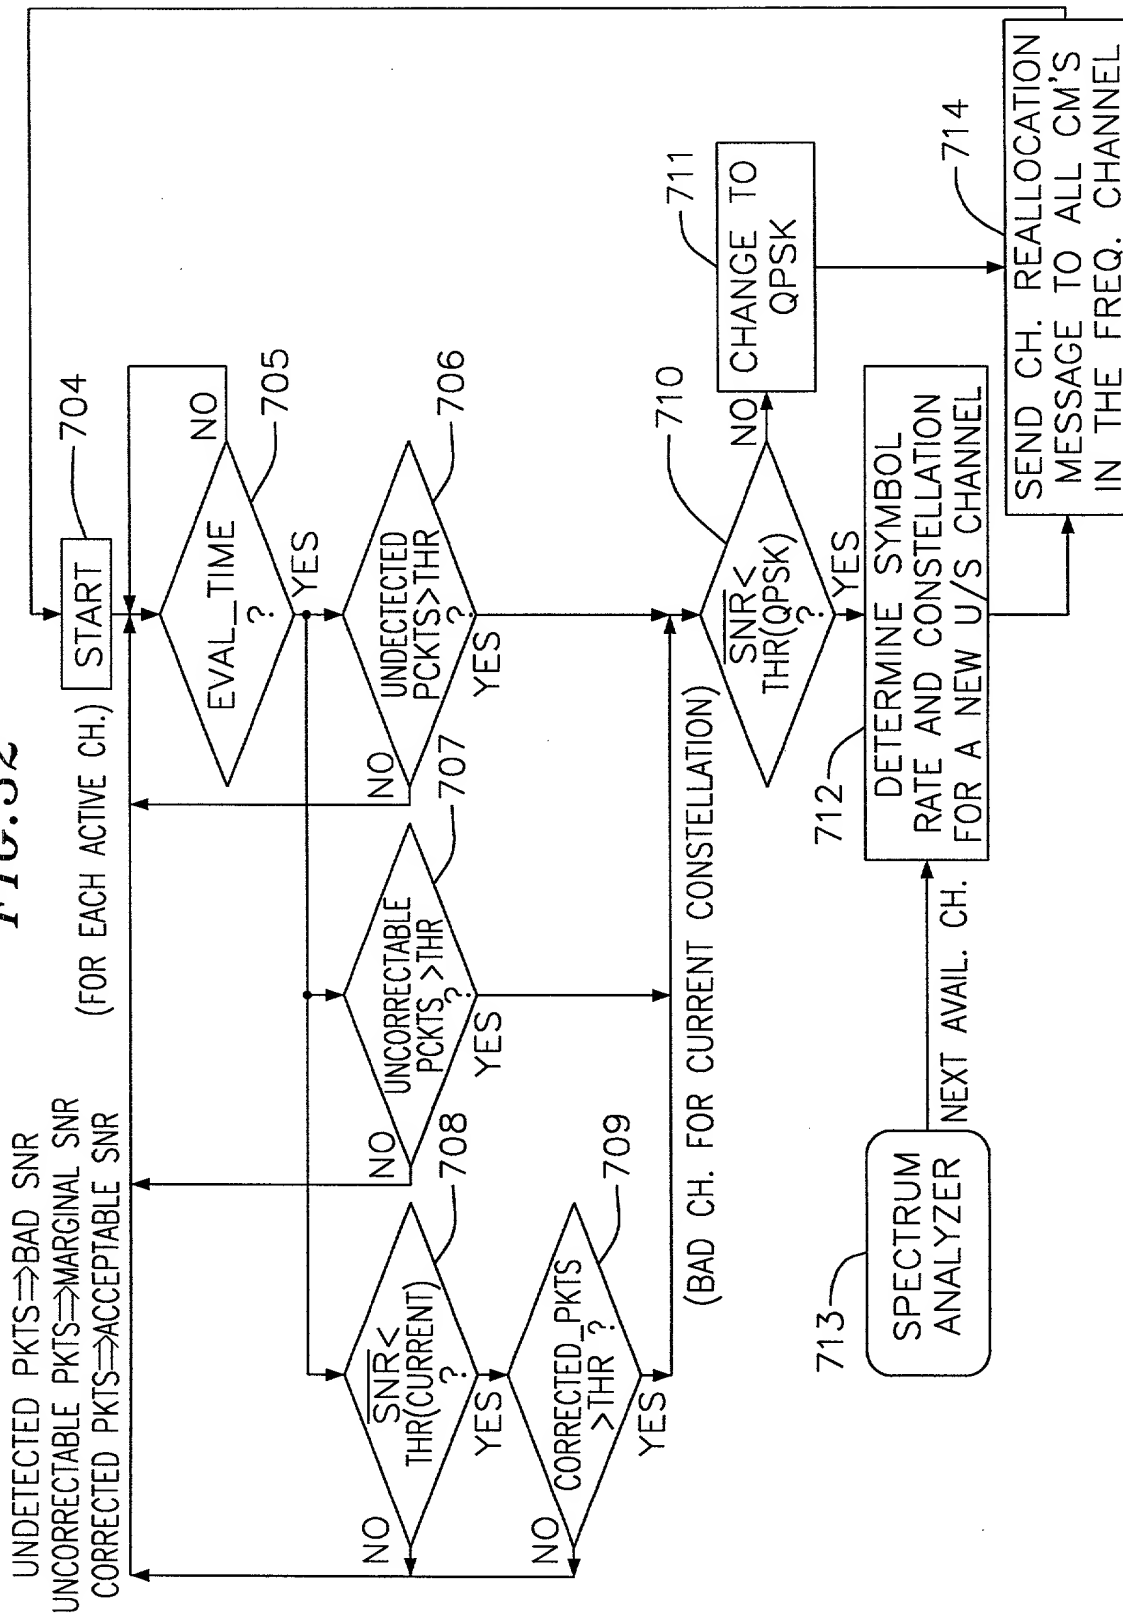 FIG.32
UNDETECTED PKTS⇒BAD SNR
UNCORRECTABLE PKTS⇒MARGINAL SNR
CORRECTED PKTS⇒ACCEPTABLE SNR
(FOR EACH ACTIVE CH.)
START
704
EVAL_TIME
?
NO
705
YES
SNR<
THR(CURRENT)
?
NO
708
YES
UNCORRECTABLE
PCKTS >THR
?
NO
707
YES
UNDECTECTED
PCKTS>THR
?
NO
706
YES
CORRECTED_PKTS
>THR ?
NO
709
YES
(BAD CH. FOR CURRENT CONSTELLATION)
SNR<
THR(QPSK)
?
710
NO
YES
CHANGE TO
QPSK
711
713
SPECTRUM
ANALYZER
NEXT AVAIL. CH.
712
DETERMINE SYMBOL
RATE AND CONSTELLATION
FOR A NEW U/S CHANNEL
714
SEND CH. REALLOCATION
MESSAGE TO ALL CM'S
IN THE FREQ. CHANNEL